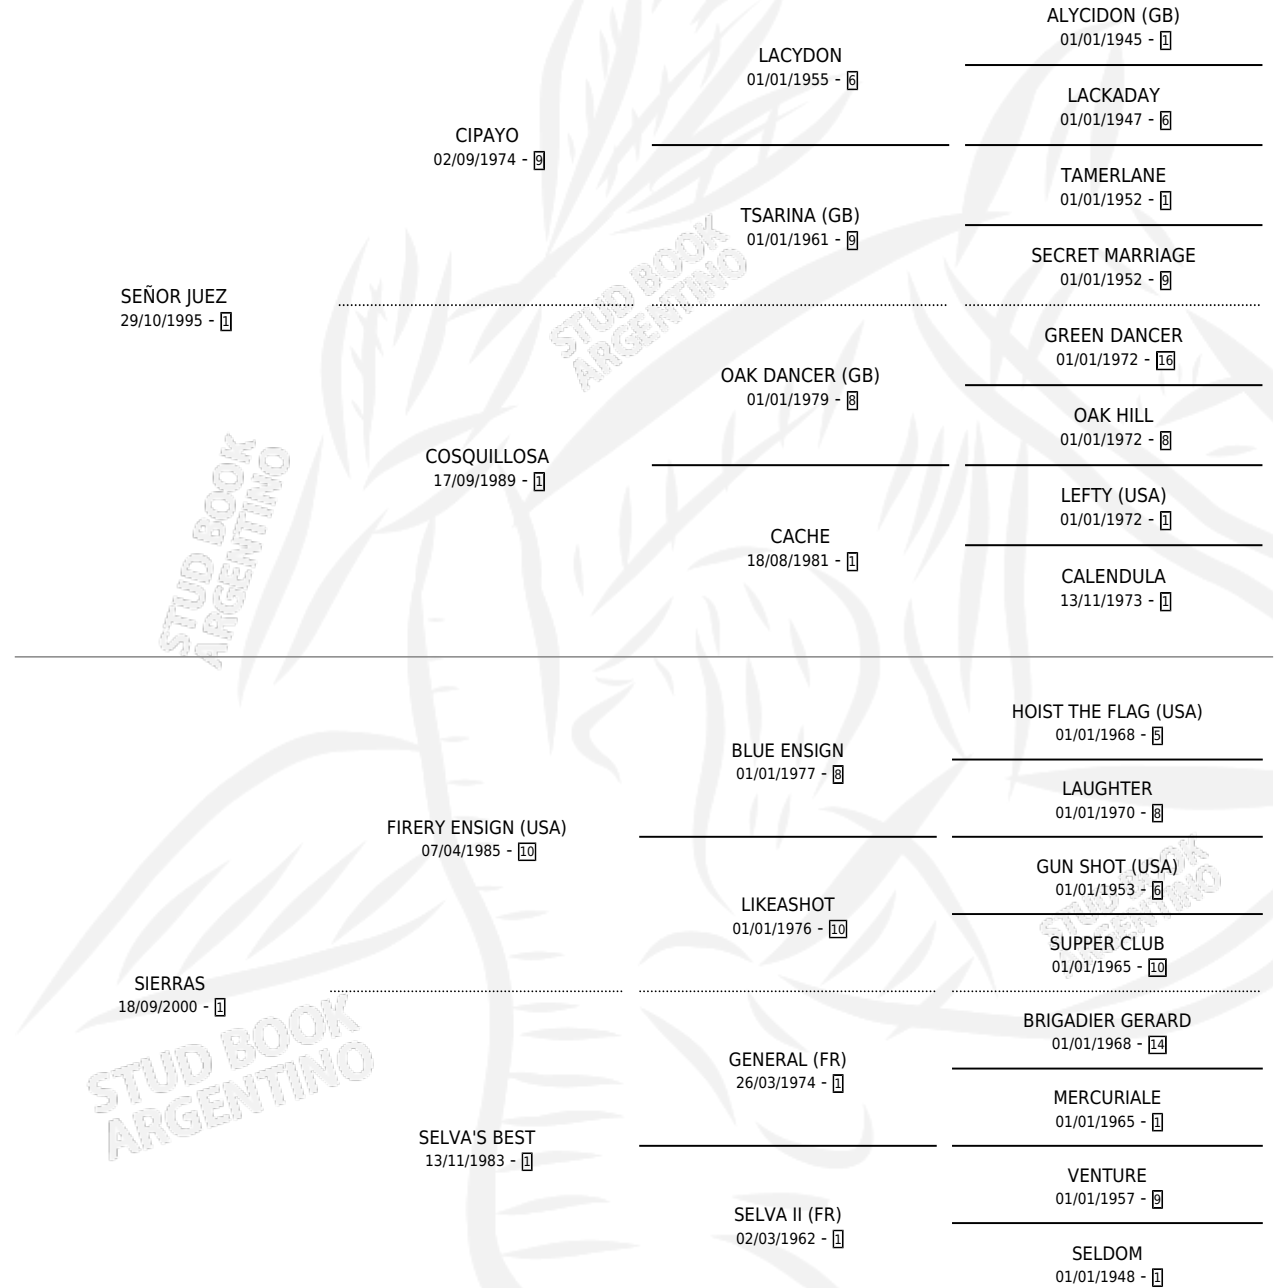 ALYCIDON (GB)
01/01/1945 - 1
LACYDON
01/01/1955 - 6
LACKADAY
01/01/1947 - 6
CIPAYO
02/09/1974 - 9
TAMERLANE
01/01/1952 - 1
TSARINA (GB)
01/01/1961 - 9
SECRET MARRIAGE
01/01/1952 - 9
SEÑOR JUEZ
29/10/1995 - 1
STUD BOOK
ARGENTINO
GREEN DANCER
01/01/1972 - 16
OAK DANCER (GB)
01/01/1979 - 8
OAK HILL
01/01/1972 - 8
COSQUILLOSA
17/09/1989 - 1
LEFTY (USA)
01/01/1972 - 1
CACHE
18/08/1981 - 1
CALENDULA
13/11/1973 - 1
STUD BOOK
ARGENTINO
HOIST THE FLAG (USA)
01/01/1968 - 5
BLUE ENSIGN
01/01/1977 - 8
LAUGHTER
01/01/1970 - 8
FIRERY ENSIGN (USA)
07/04/1985 - 10
GUN SHOT (USA)
01/01/1953 - 6
LIKEASHOT
01/01/1976 - 10
SUPPER CLUB
01/01/1965 - 10
STUD BOOK
ARGENTINO
SIERRAS
18/09/2000 - 1
BRIGADIER GERARD
01/01/1968 - 14
GENERAL (FR)
26/03/1974 - 1
MERCURIALE
01/01/1965 - 1
STUD BOOK
ARGENTINO
SELVA'S BEST
13/11/1983 - 1
VENTURE
01/01/1957 - 9
SELVA II (FR)
02/03/1962 - 1
SELDOM
01/01/1948 - 1